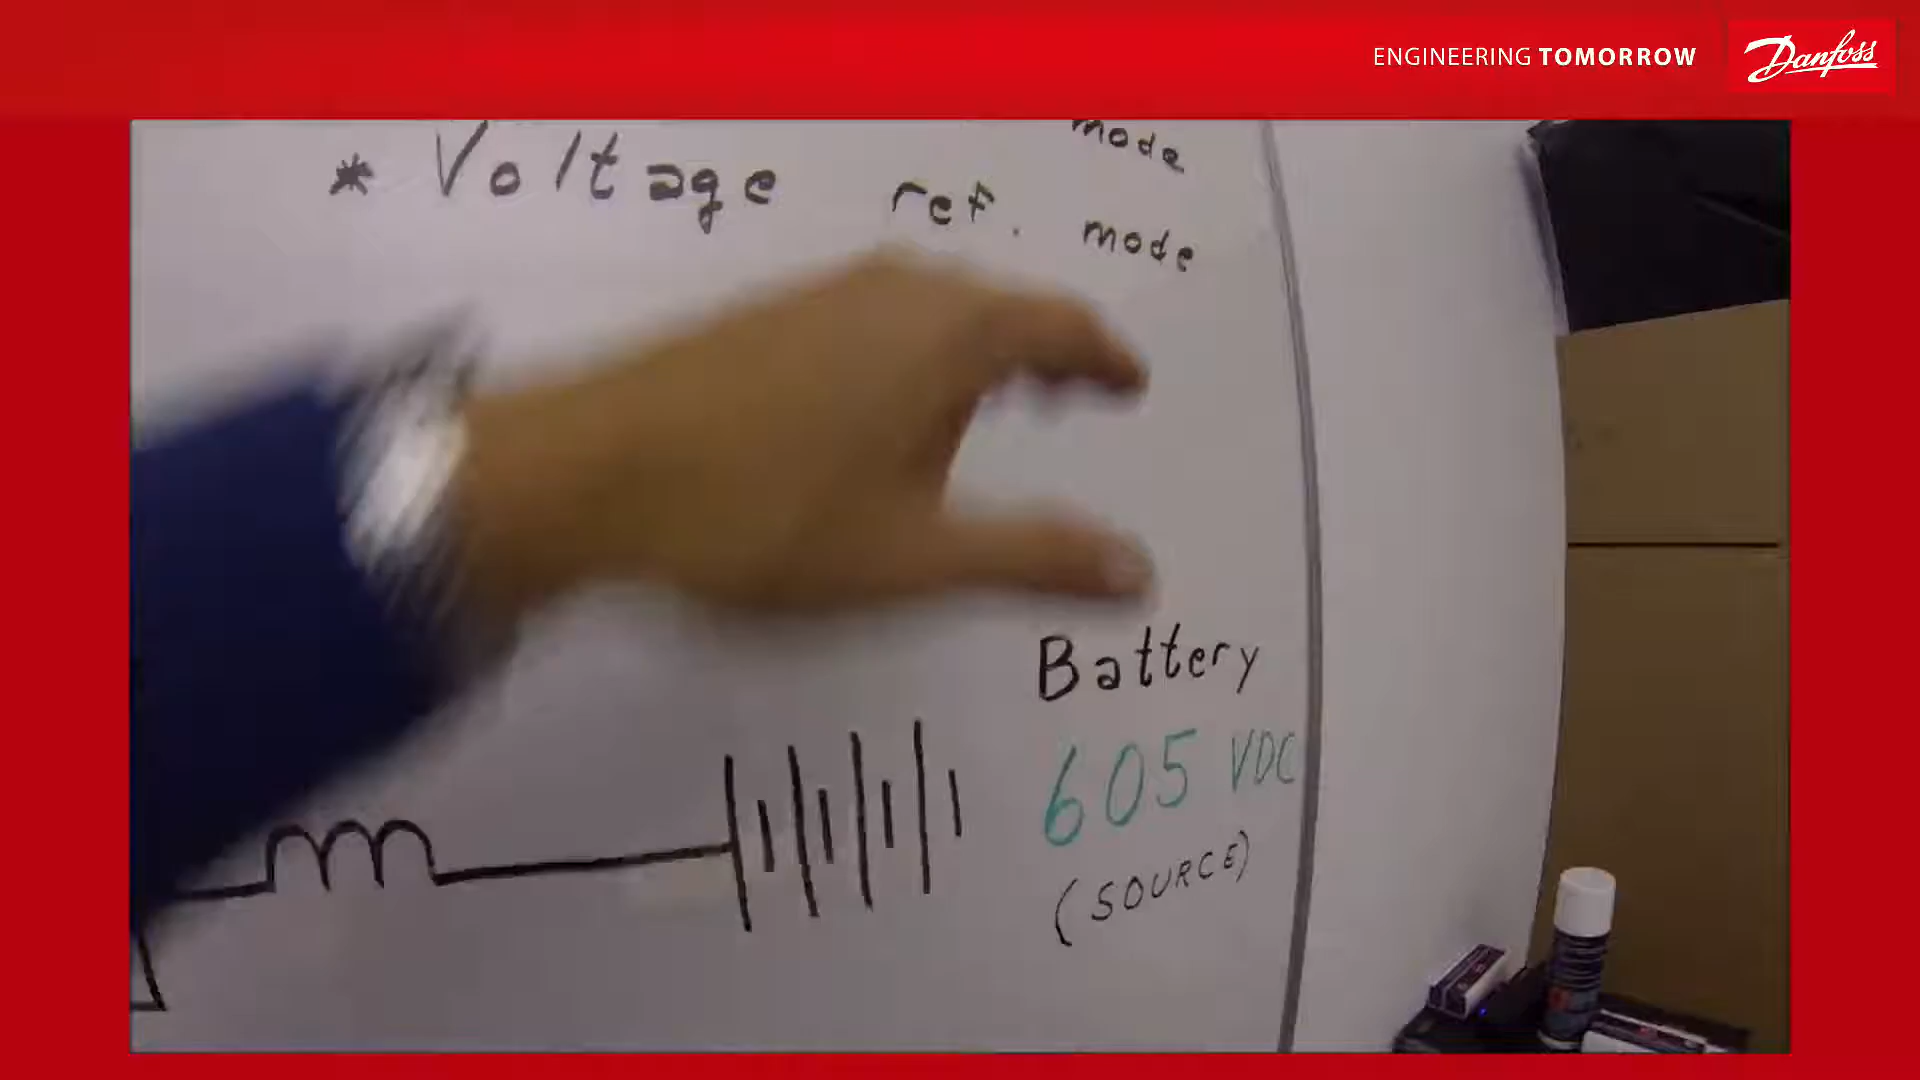 ENGINEERING TOMORROW
Danfoss
mode
* Voltage ref. mode
Battery
605 VDC
(SOURCE)